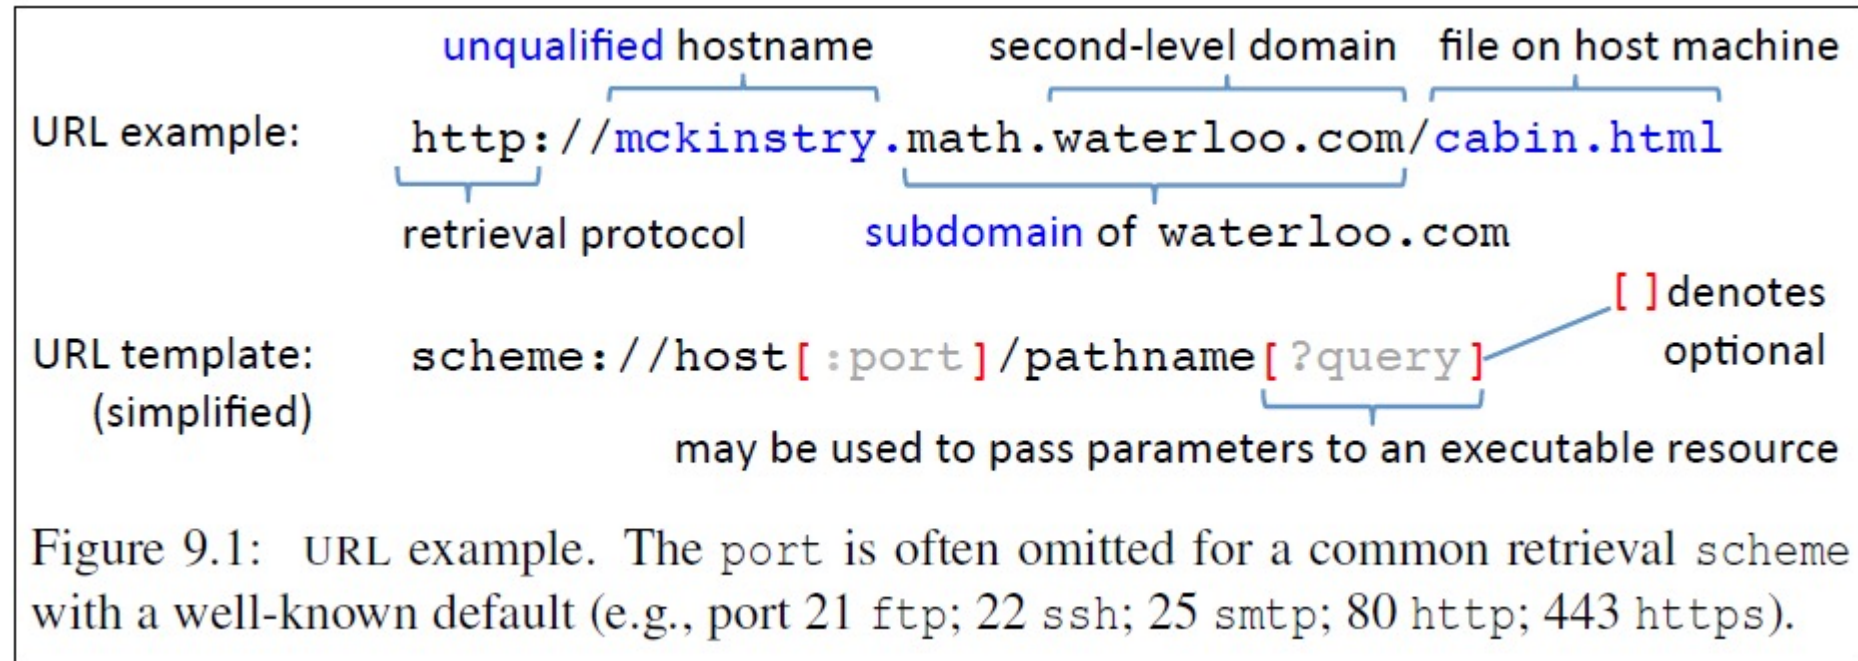 unqualified hostname second-level domain file on host machine
URL example: http://mckinstry.math.waterloo.com/cabin.html
retrieval protocol subdomain of waterloo.com
[ ] denotes
optional
URL template: scheme://host[:port]/pathname[?query]
(simplified)
may be used to pass parameters to an executable resource
Figure 9.1: URL example. The port is often omitted for a common retrieval scheme
with a well-known default (e.g., port 21 ftp; 22 ssh; 25 smtp; 80 http; 443 https).